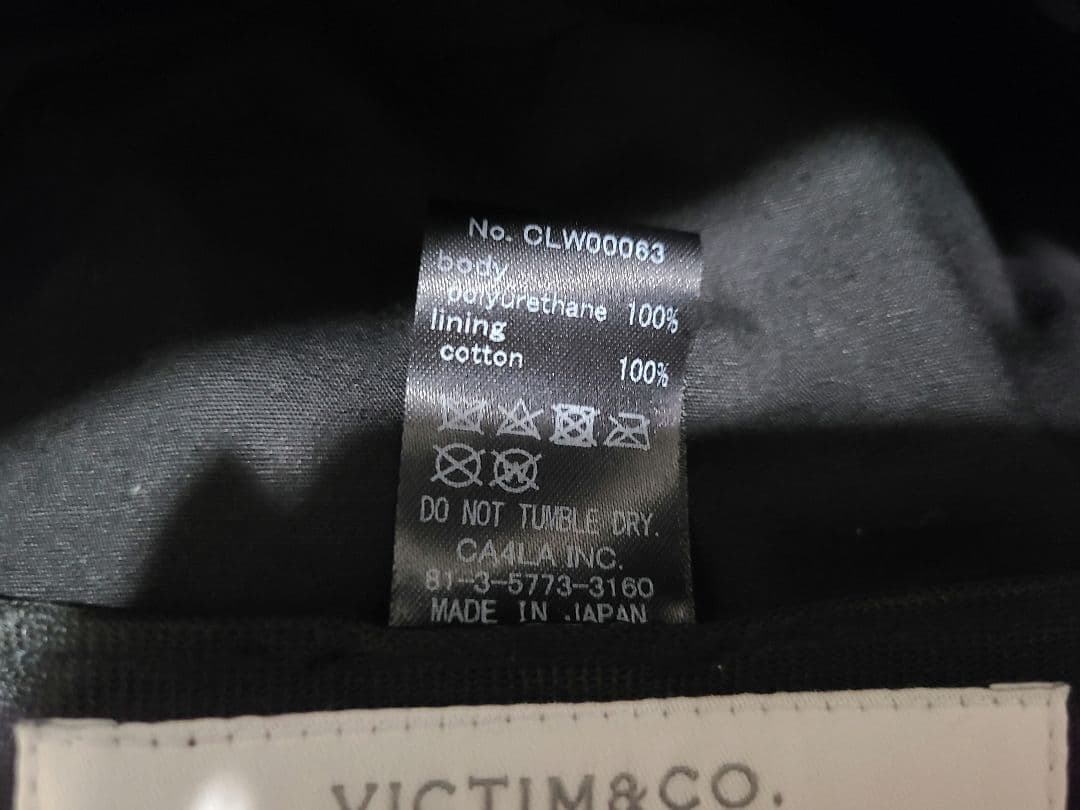 No. CLW00063
body
polyurethane 100%
lining
cotton 100%
W
DO NOT TUMBLE DRY.
CA4LA INC.
81-3-5773-3160
MADE IN JAPAN
VICTIM&CO.